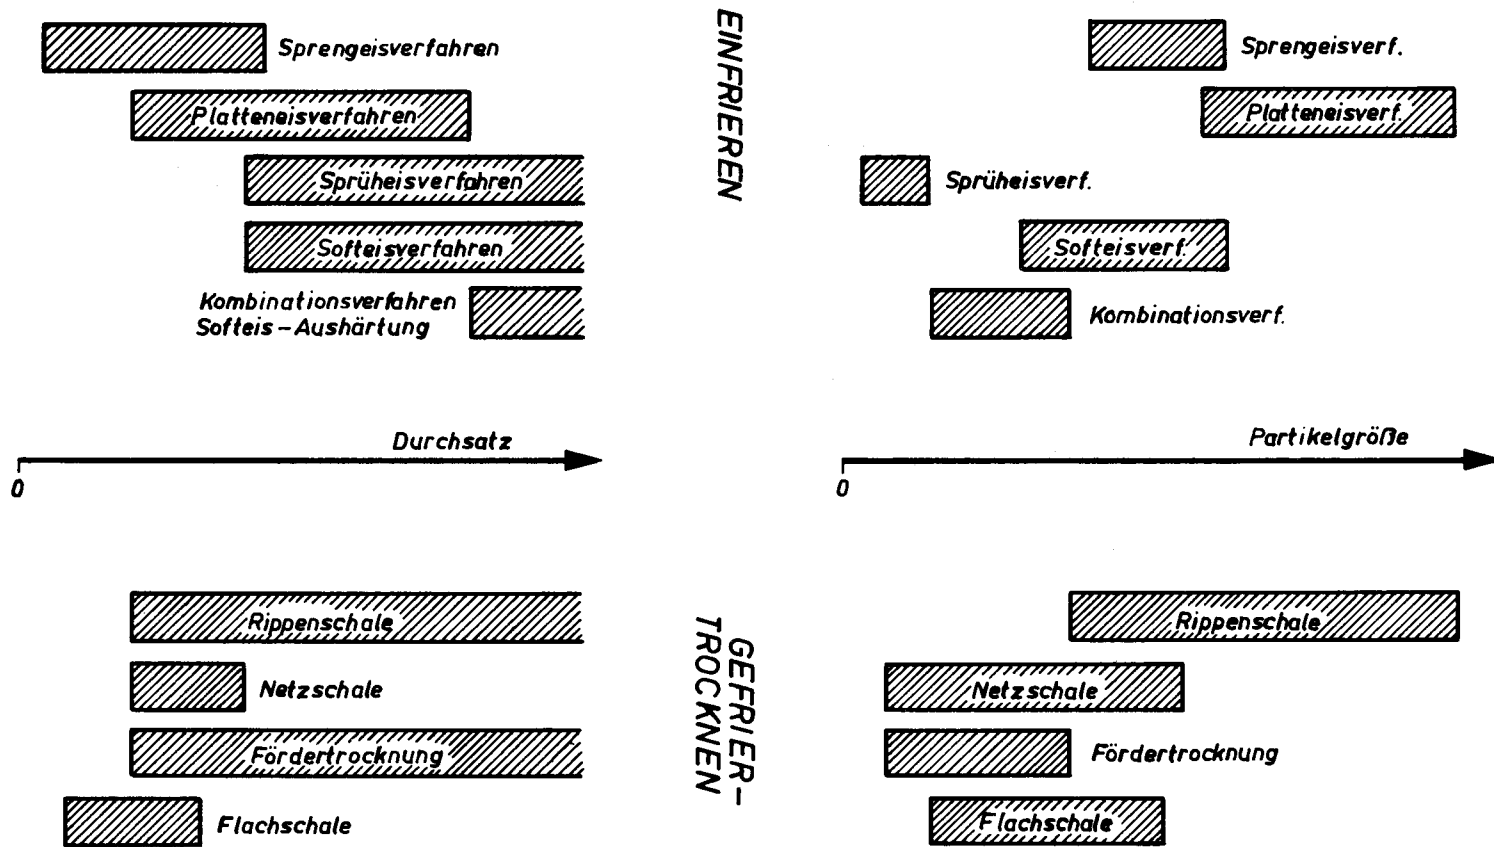 Sprengeisverfahren
Platteneisverfahren
Sprüheisverfahren
Softeisverfahren
Kombinationsverfahren
Softeis-Aushärtung
Durchsatz
0
Rippenschale
Netzschale
Fördertrocknung
Flachschale
EINFRIEREN
GEFRIER-
TROCKNEN
Sprengeisverf.
Platteneisverf.
Sprüheisverf.
Softeisverf.
Kombinationsverf.
Partikelgröße
0
Rippenschale
Netzschale
Fördertrocknung
Flachschale